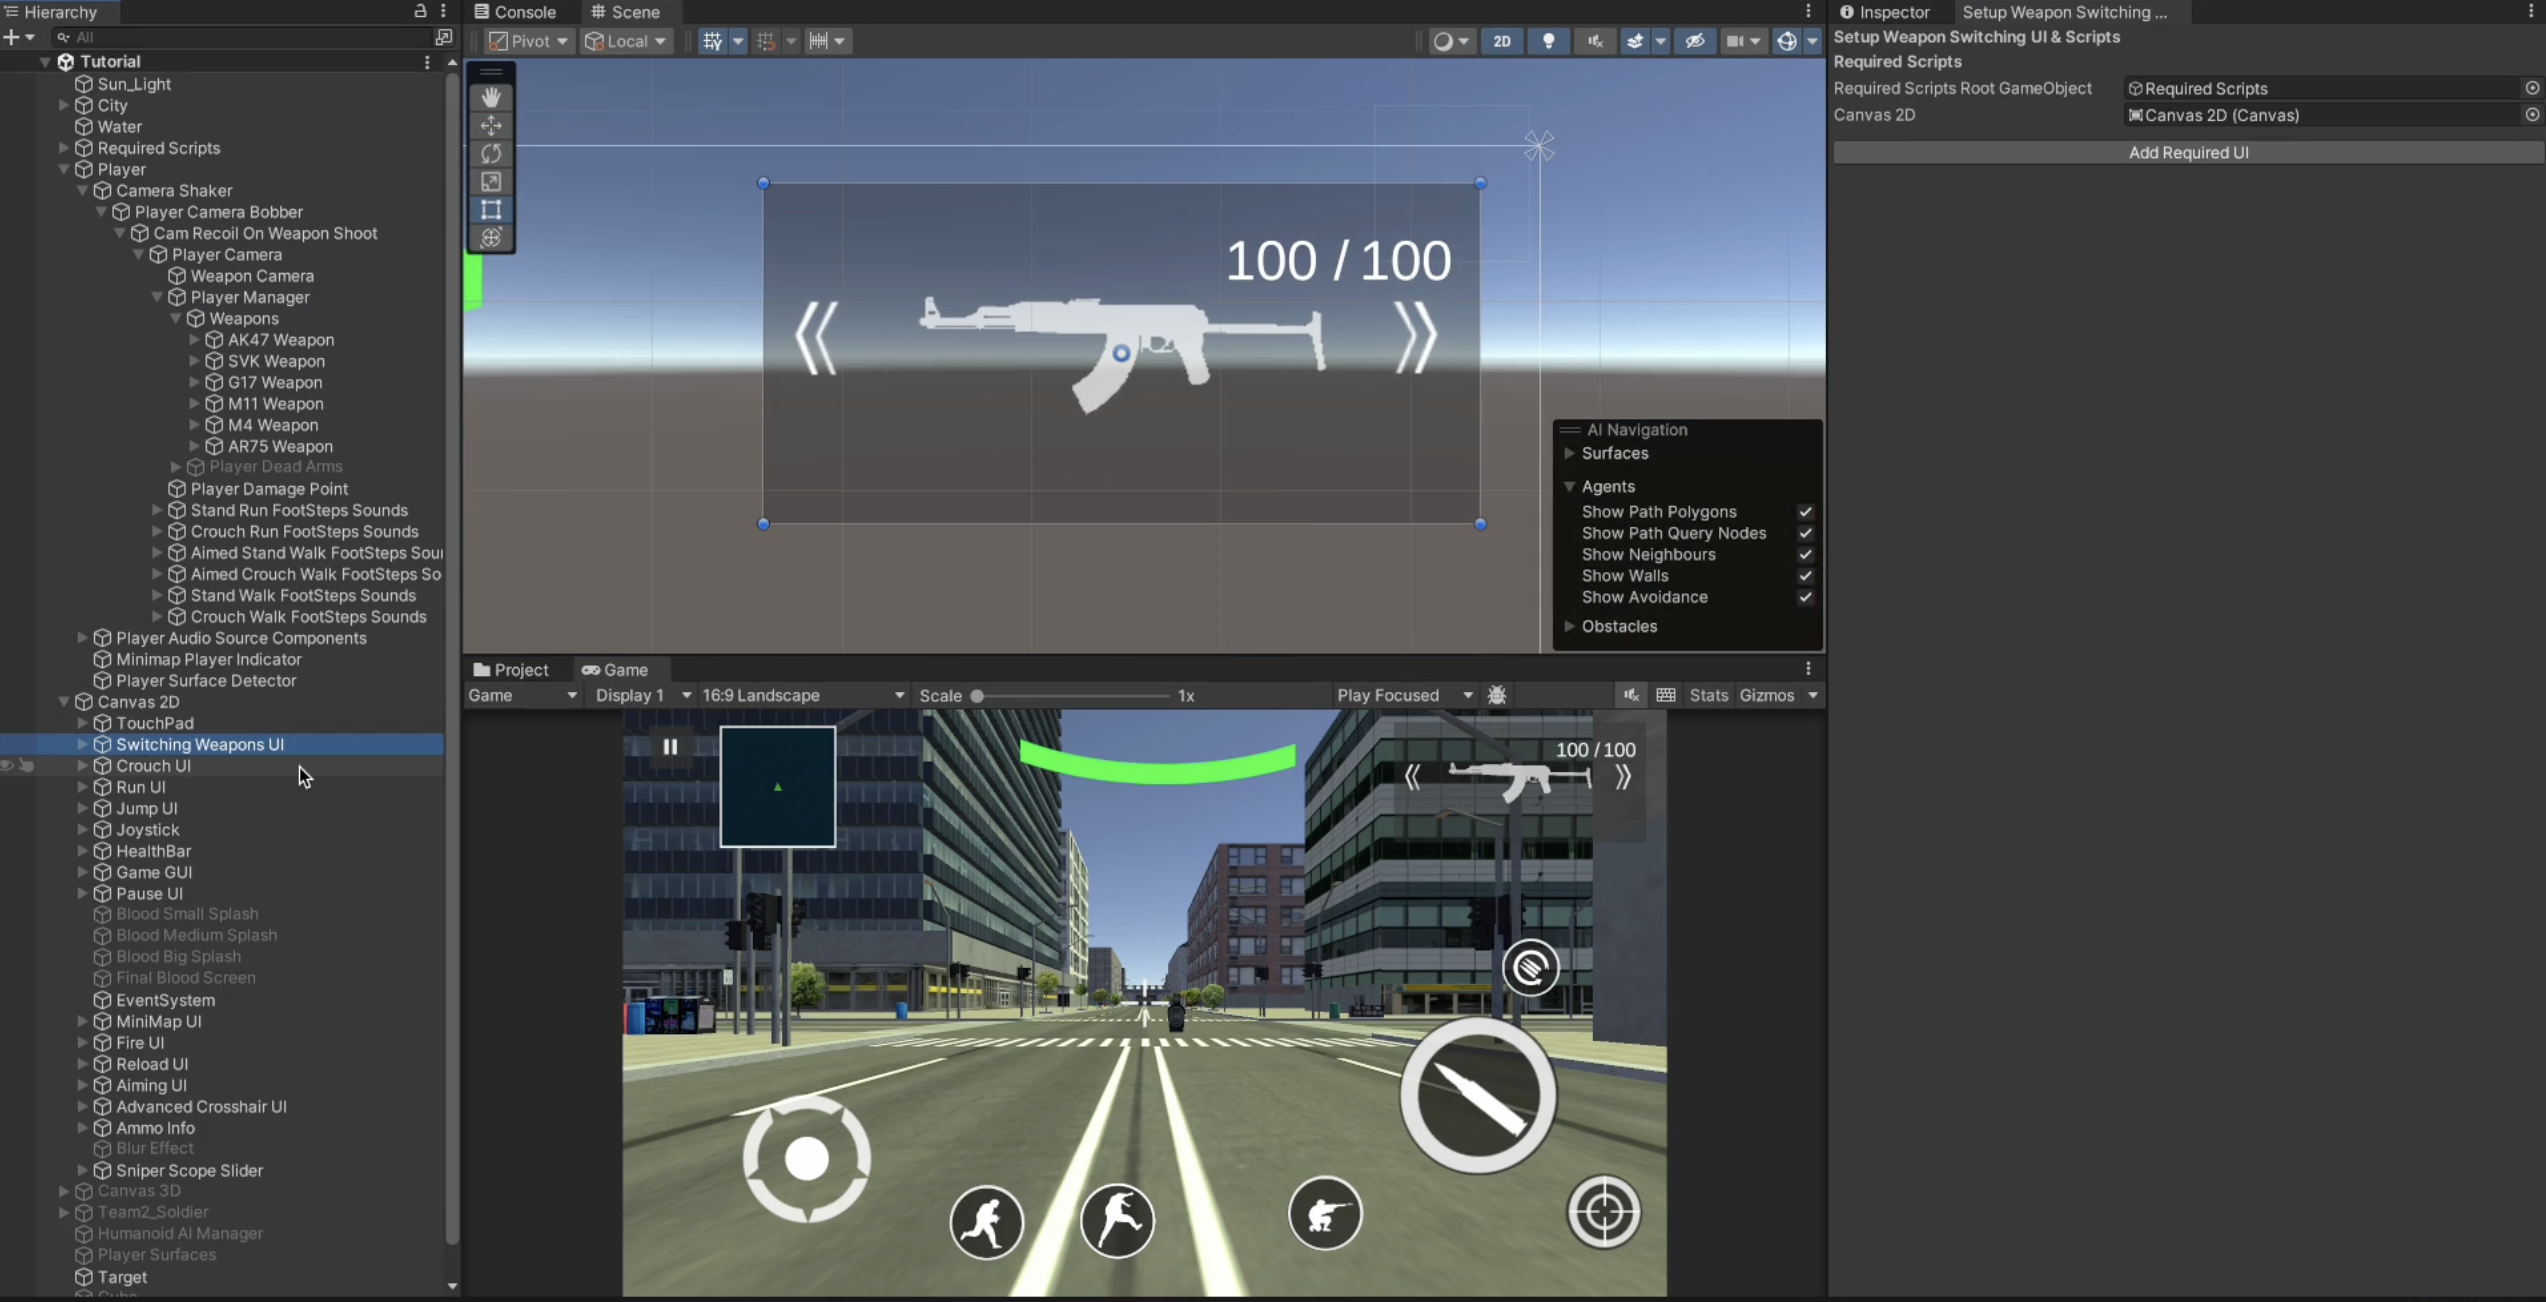 Hierarchy
All
Tutorial
Sun_Light
City
Water
Required Scripts
Player
Camera Shaker
Player Camera Bobber
Cam Recoil On Weapon Shoot
Player Camera
Weapon Camera
Player Manager
Weapons
AK47 Weapon
SVK Weapon
G17 Weapon
M11 Weapon
M4 Weapon
AR75 Weapon
Player Dead Arms
Player Damage Point
Stand Run FootSteps Sounds
Crouch Run FootSteps Sounds
Aimed Stand Walk FootSteps Sou
Aimed Crouch Walk FootSteps So
Stand Walk FootSteps Sounds
Crouch Walk FootSteps Sounds
Player Audio Source Components
Minimap Player Indicator
Player Surface Detector
Canvas 2D
TouchPad
Switching Weapons UI
Crouch UI
Run UI
Jump UI
Joystick
HealthBar
Game GUI
Pause UI
Blood Small Splash
Blood Medium Splash
Blood Big Splash
Final Blood Screen
EventSystem
MiniMap UI
Fire UI
Reload UI
Aiming UI
Advanced Crosshair UI
Ammo Info
Blur Effect
Sniper Scope Slider
Canvas 3D
Team2_Soldier
Humanoid AI Manager
Player Surfaces
Target
Console Scene
Pivot Local 2D
100 / 100
AI Navigation
Surfaces
Agents
Show Path Polygons
Show Path Query Nodes
Show Neighbours
Show Walls
Show Avoidance
Obstacles
Project Game
Game Display 1 16:9 Landscape Scale 1x Play Focused Stats Gizmos
100 / 100
Inspector Setup Weapon Switching ...
Setup Weapon Switching UI & Scripts
Required Scripts
Required Scripts Root GameObject Required Scripts
Canvas 2D Canvas 2D (Canvas)
Add Required UI